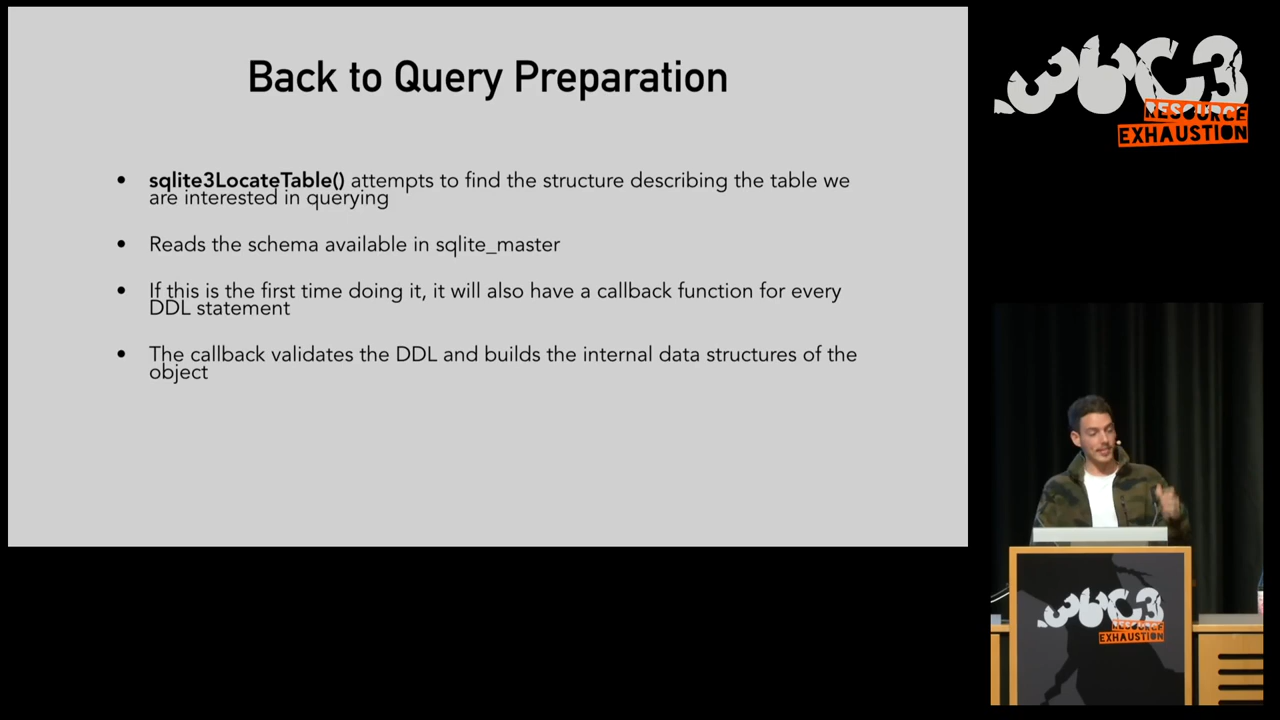 Back to Query Preparation
• sqlite3LocateTable() attempts to find the structure describing the table we
are interested in querying
• Reads the schema available in sqlite_master
• If this is the first time doing it, it will also have a callback function for every
DDL statement
• The callback validates the DDL and builds the internal data structures of the
object
36C3
RESOURCE
EXHAUSTION
36C3
RESOURCE
EXHAUSTION